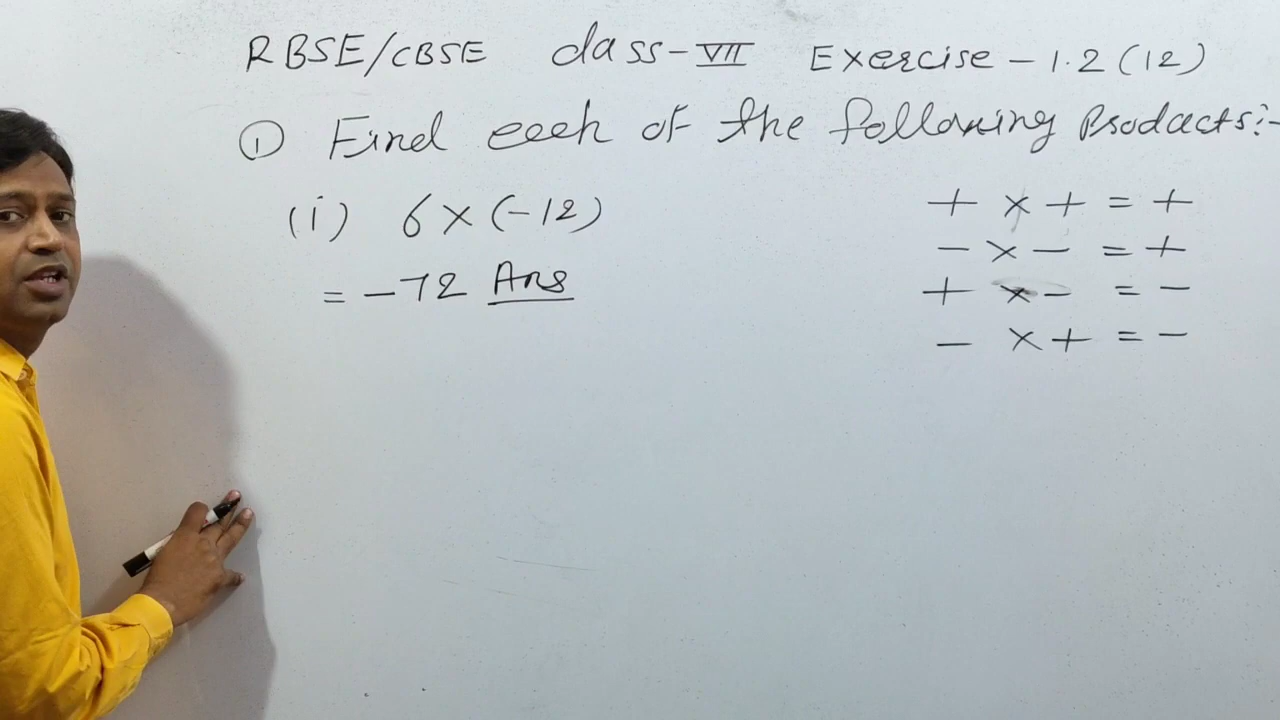 RBSE/CBSE class-VII Exercise-1.2(12)
① Find each of the following Products:-
(i) 6×(-12)
= -72 Ans
+ × + = +
- × - = +
+ × - = -
- × + = -